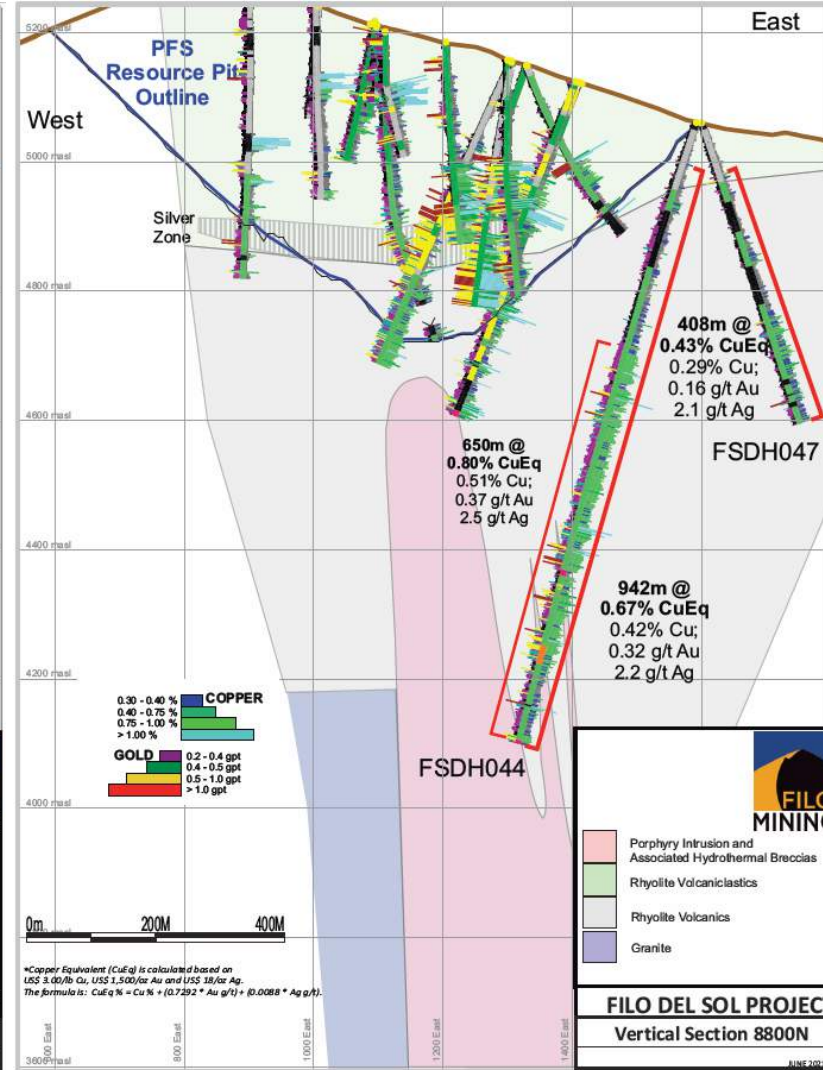 East
5200 masl
PFS
Resource Pit
Outline
West
5000 masl
Silver
Zone
4800 masl
408m @
0.43% CuEq
0.29% Cu;
0.16 g/t Au
2.1 g/t Ag
4600 masl
FSDH047
650m @
0.80% CuEq
0.51% Cu;
0.37 g/t Au
2.5 g/t Ag
4400 masl
942m @
0.67% CuEq
0.42% Cu;
0.32 g/t Au
2.2 g/t Ag
4200 masl
COPPER
0.30 - 0.40 %
0.40 - 0.75 %
0.75 - 1.00 %
> 1.00 %
GOLD
0.2 - 0.4 gpt
0.4 - 0.5 gpt
0.5 - 1.0 gpt
> 1.0 gpt
FSDH044
4000 masl
FILO
MINING
Porphyry Intrusion and
Associated Hydrothermal Breccias
Rhyolite Volcaniclastics
Rhyolite Volcanics
Granite
0m 200M 400M
*Copper Equivalent (CuEq) is calculated based on
US$ 3.00/lb Cu, US$ 1,500/oz Au and US$ 18/oz Ag.
The formula is: CuEq % = Cu % + (0.7292 * Au g/t) + (0.0088 * Ag g/t).
FILO DEL SOL PROJEC
Vertical Section 8800N
800 East
1000 East
1200 East
1400 East
3600 masl
JUNE 202